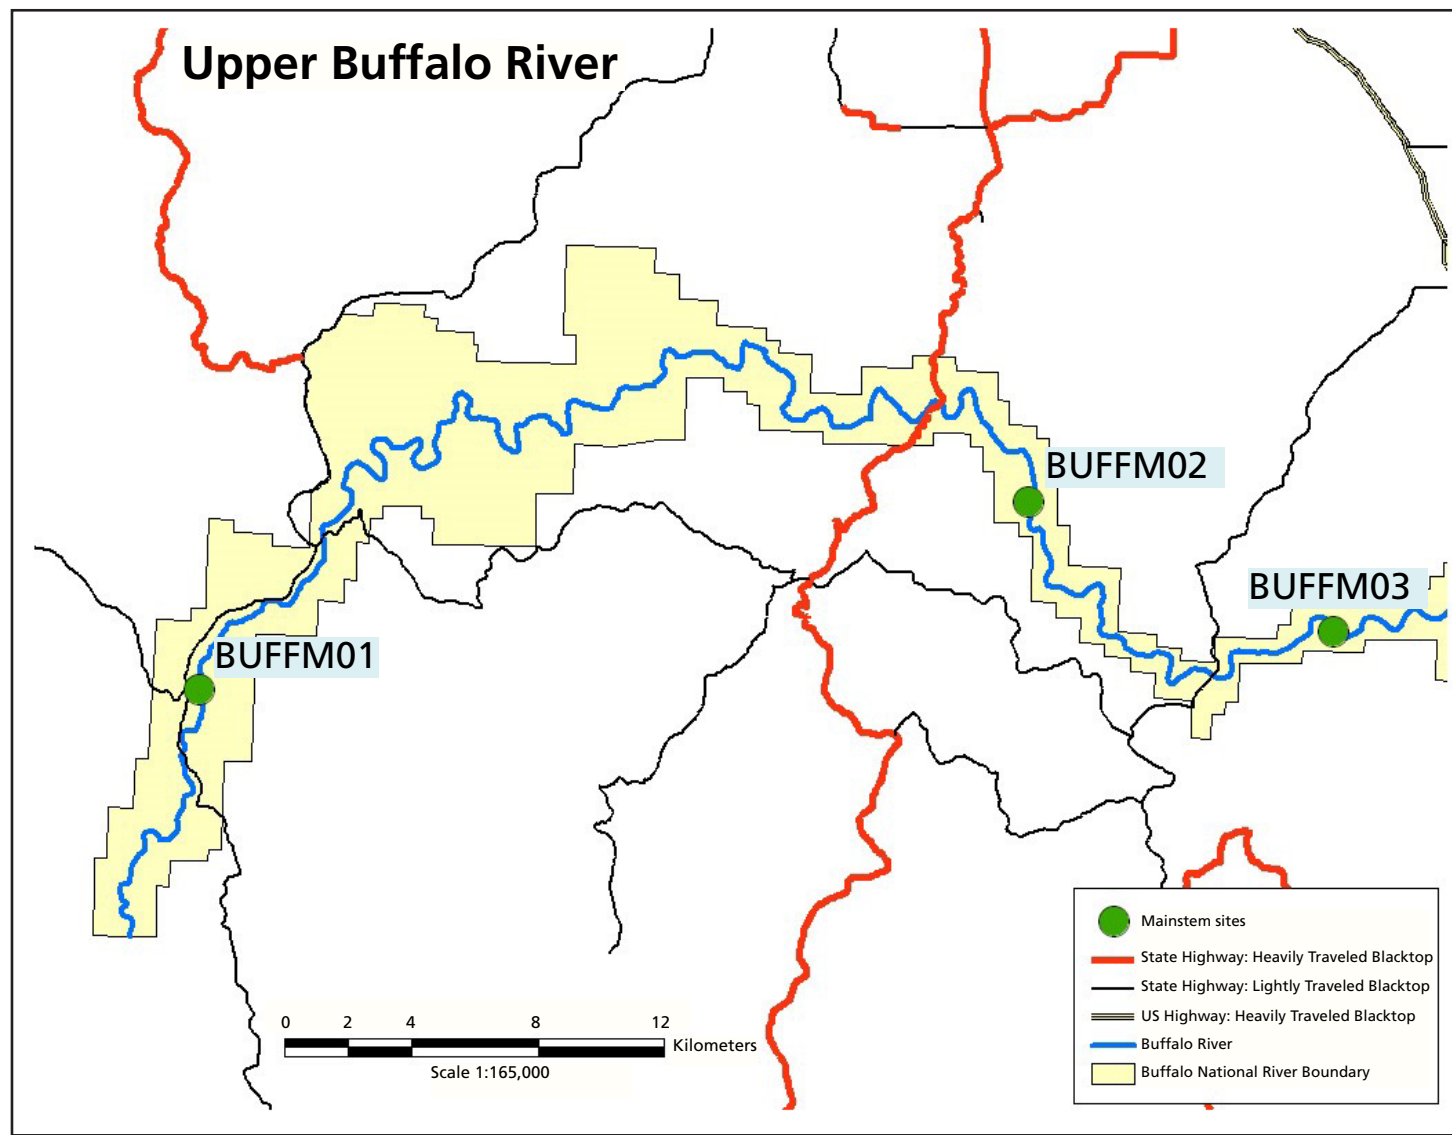 Upper Buffalo River
BUFFM02
BUFFM03
BUFFM01
Mainstem sites
State Highway: Heavily Traveled Blacktop
State Highway: Lightly Traveled Blacktop
US Highway: Heavily Traveled Blacktop
Buffalo River
Buffalo National River Boundary
0 2 4 8 12
Kilometers
Scale 1:165,000